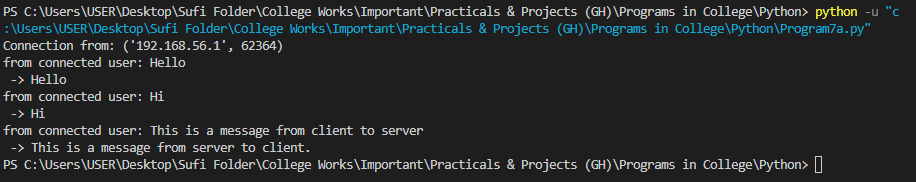 PS C:\Users\USER\Desktop\Sufi Folder\College Works\Important\Practicals & Projects (GH)\Programs in College\Python> python -u "c
:\Users\USER\Desktop\Sufi Folder\College Works\Important\Practicals & Projects (GH)\Programs in College\Python\Program7a.py"
Connection from: ('192.168.56.1', 62364)
from connected user: Hello
 -> Hello
from connected user: Hi
 -> Hi
from connected user: This is a message from client to server
 -> This is a message from server to client.
PS C:\Users\USER\Desktop\Sufi Folder\College Works\Important\Practicals & Projects (GH)\Programs in College\Python>